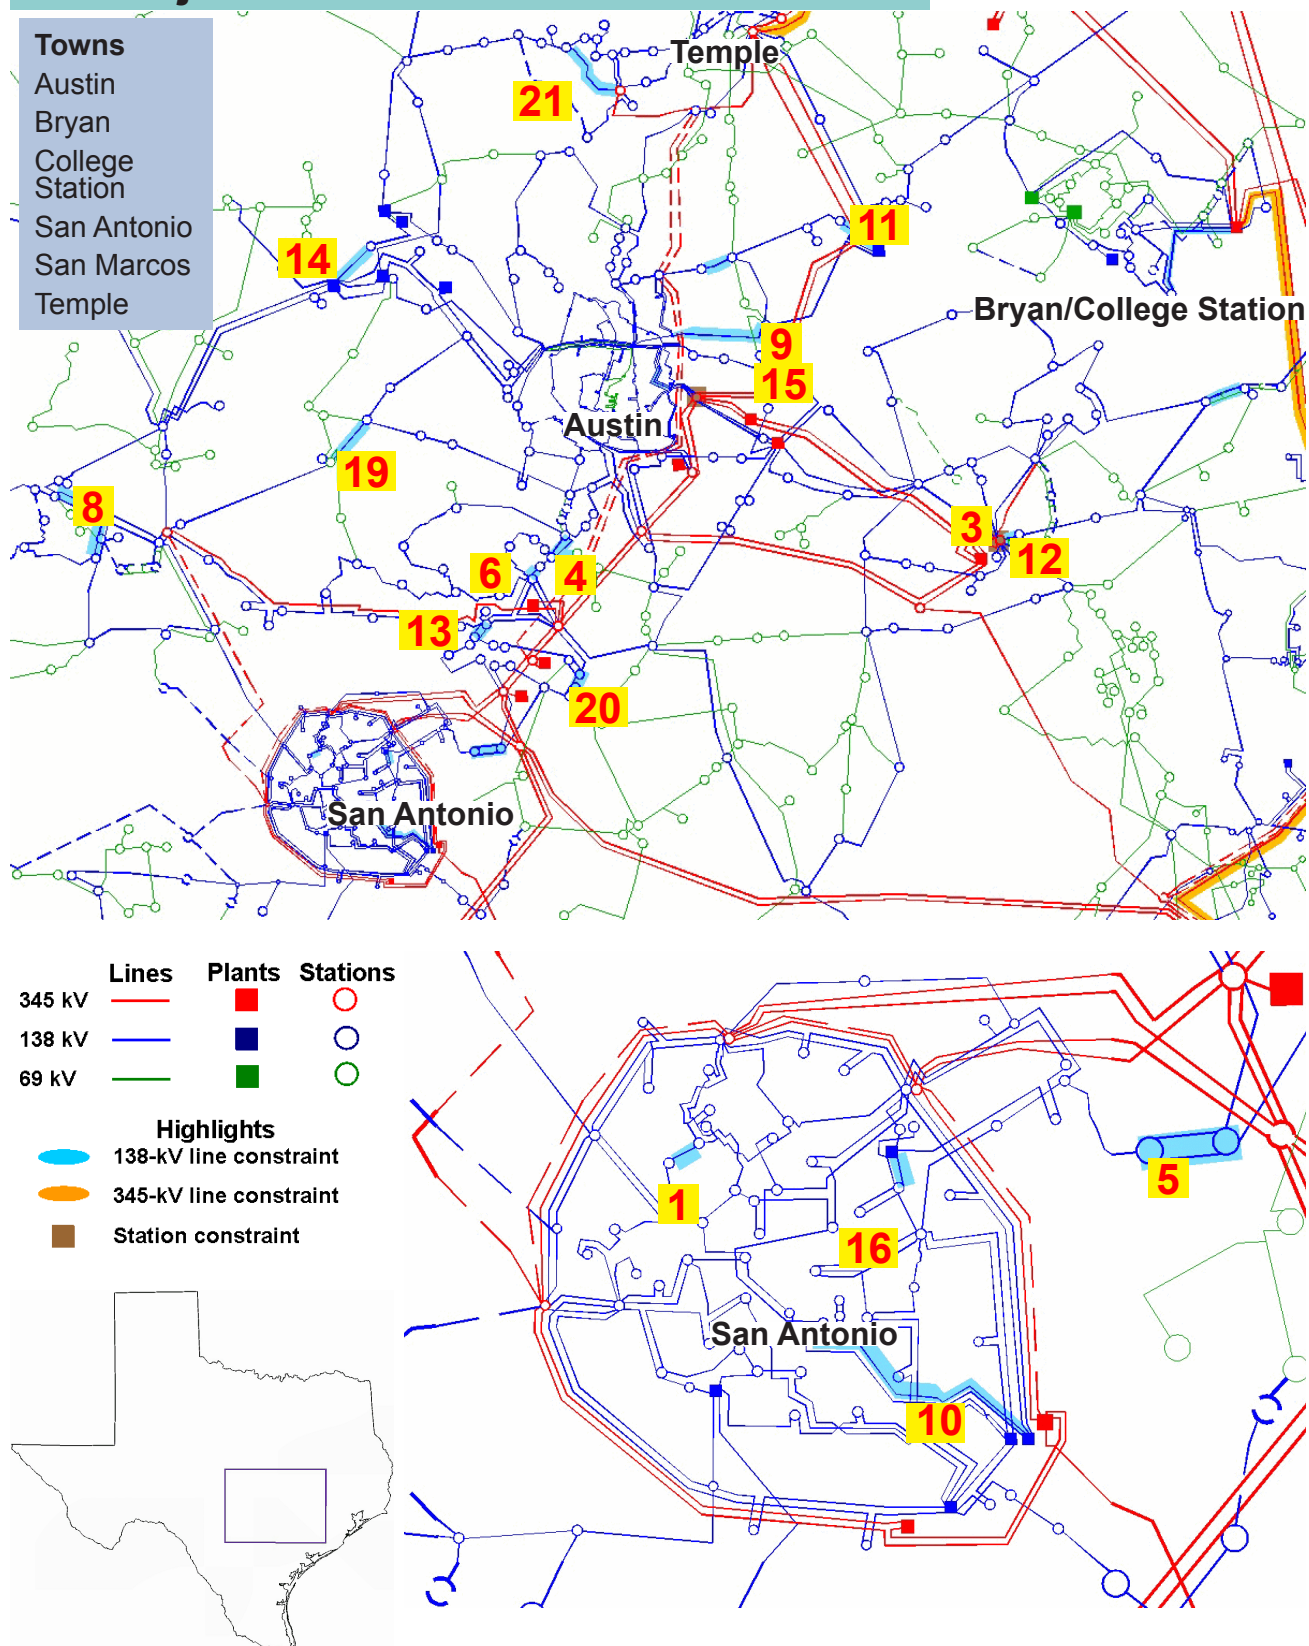 Towns
Austin
Bryan
College
Station
San Antonio
San Marcos
Temple
Temple
21
11
14
Bryan/College Station
9
15
Austin
19
8
3
12
6
4
13
20
San Antonio
Lines Plants Stations
345 kV
138 kV
69 kV
Highlights
138-kV line constraint
345-kV line constraint
Station constraint
5
1
16
San Antonio
10